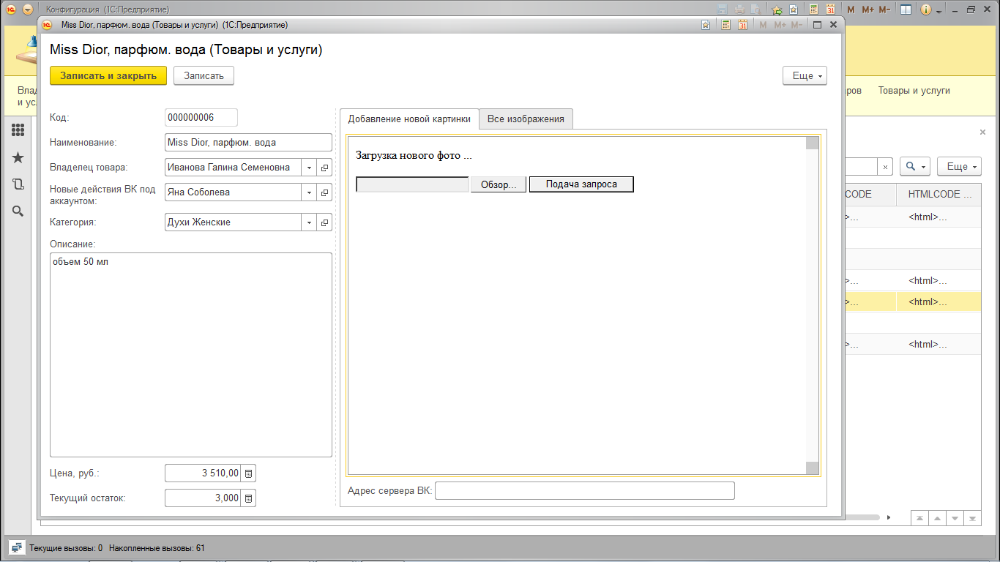 Конфигурация (1С:Предприятие)
M M+ M-
Miss Dior, парфюм. вода (Товары и услуги) (1С:Предприятие)
M M+ M-
Miss Dior, парфюм. вода (Товары и услуги)
Записать и закрыть
Записать
Еще
Влад
и ус
ров
Товары и услуги
Код:
000000006
Наименование:
Miss Dior, парфюм. вода
Владелец товара:
Иванова Галина Семеновна
Новые действия ВК под
аккаунтом:
Яна Соболева
Категория:
Духи Женские
Описание:
объем 50 мл
Цена, руб.:
3 510,00
Текущий остаток:
3,000
Добавление новой картинки
Все изображения
Загрузка нового фото ...
Обзор...
Подача запроса
Адрес сервера ВК:
Еще
CODE
HTMLCODE ...
>...
<html>...
>...
<html>...
>...
<html>...
>...
<html>...
Текущие вызовы: 0 Накопленные вызовы: 61